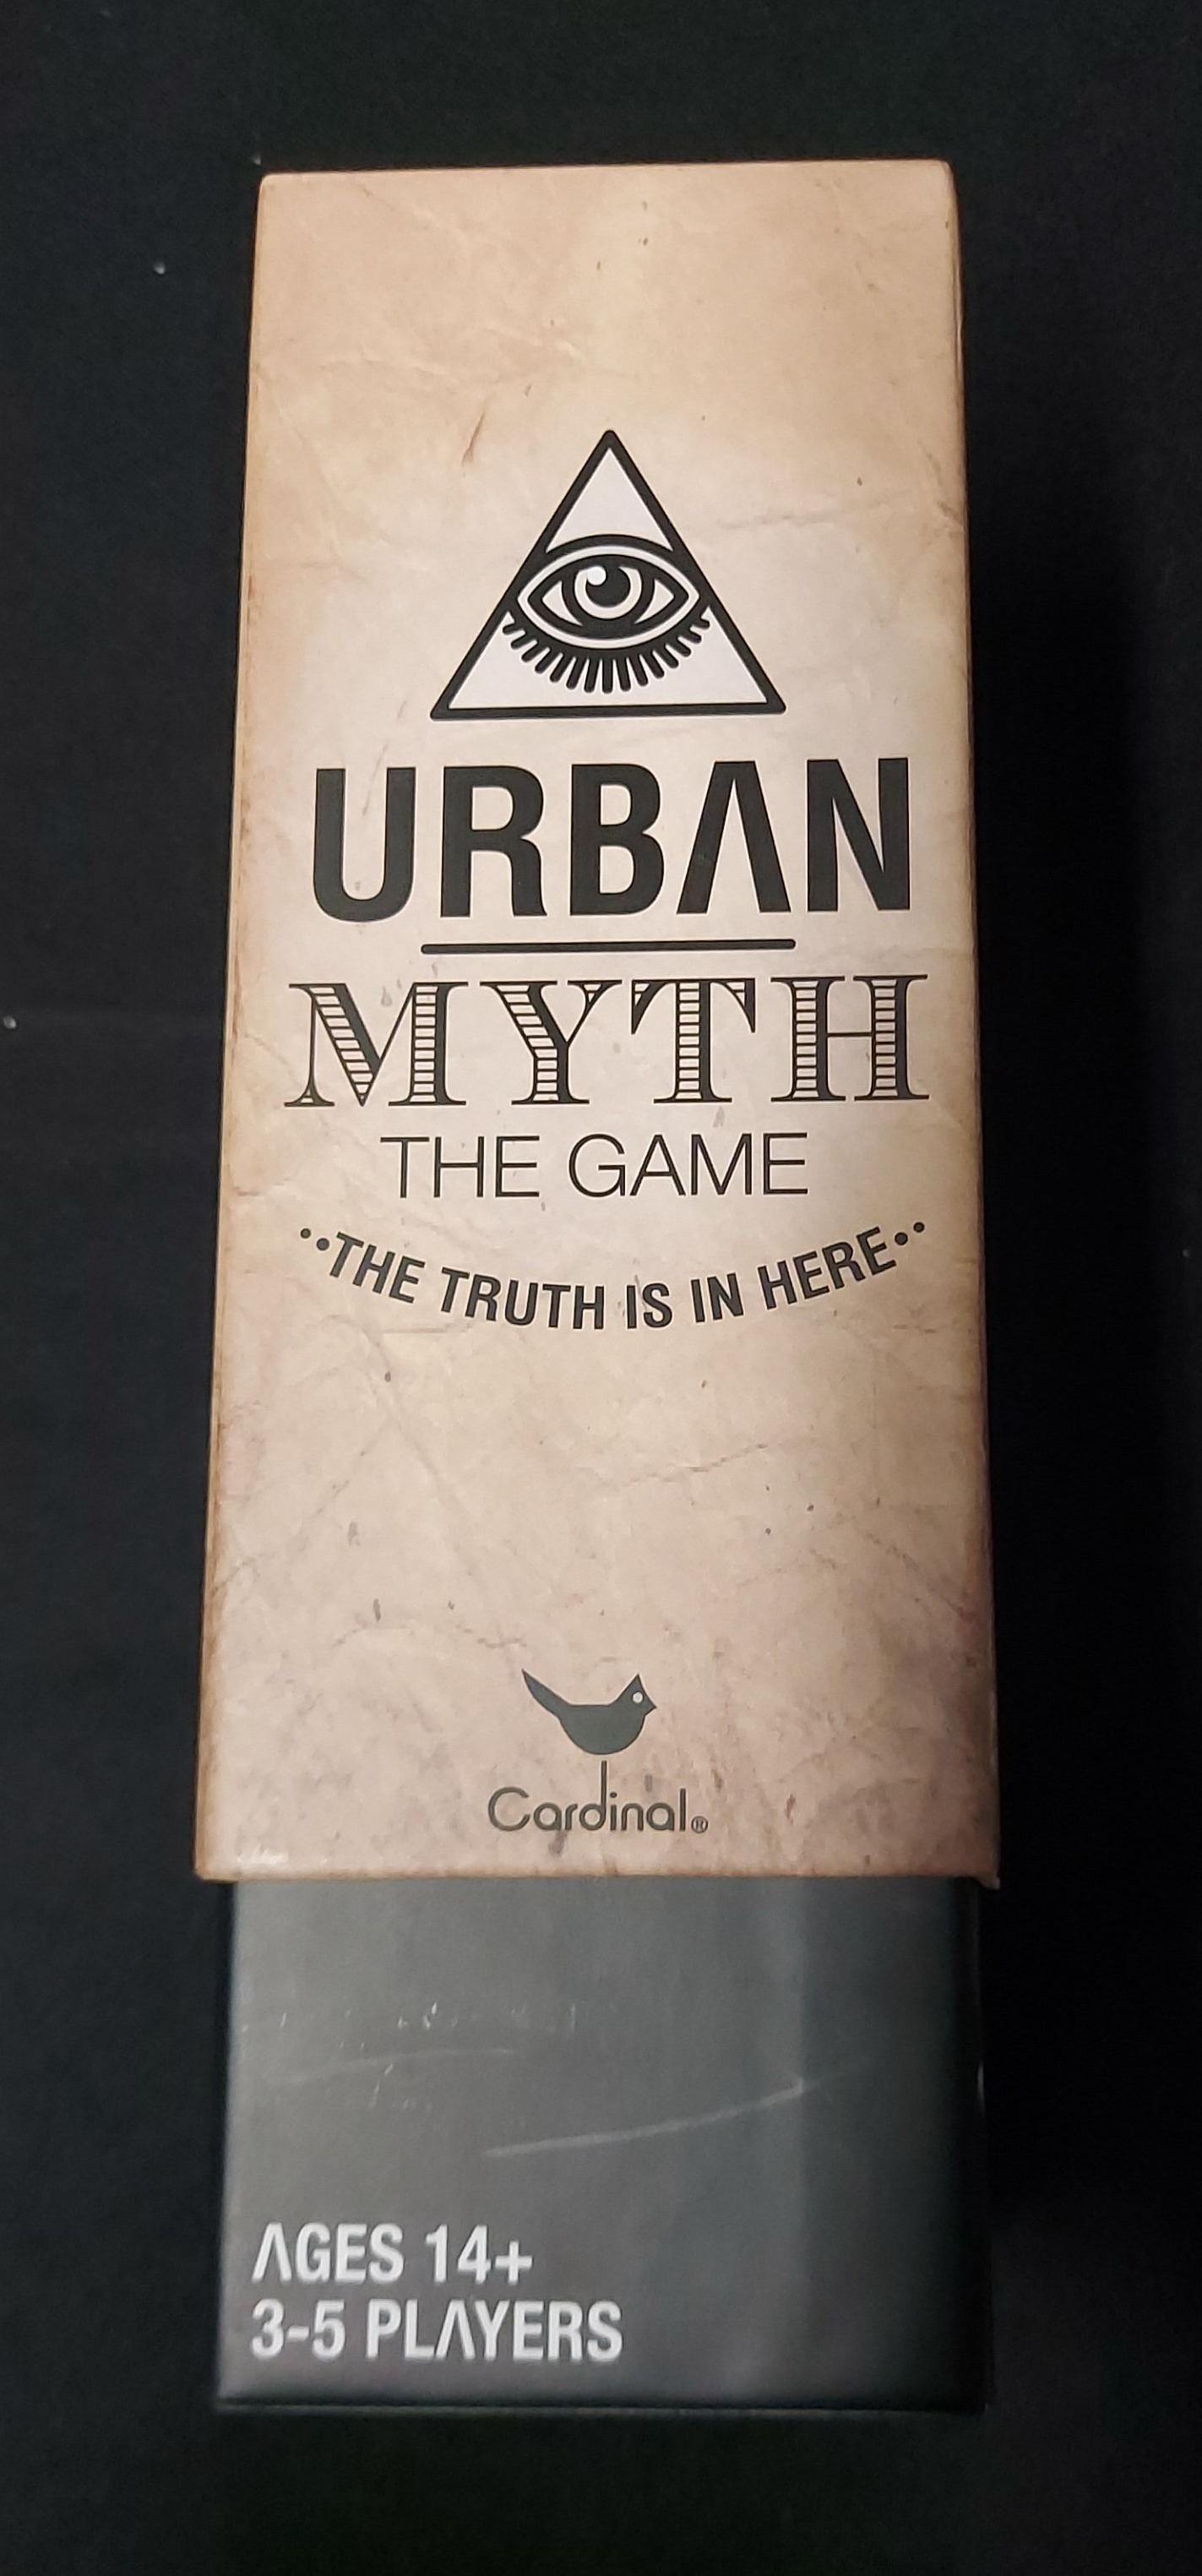 URBAN
MYTH
THE GAME
••THE TRUTH IS IN HERE••
Cardinal®
AGES 14+
3-5 PLAYERS